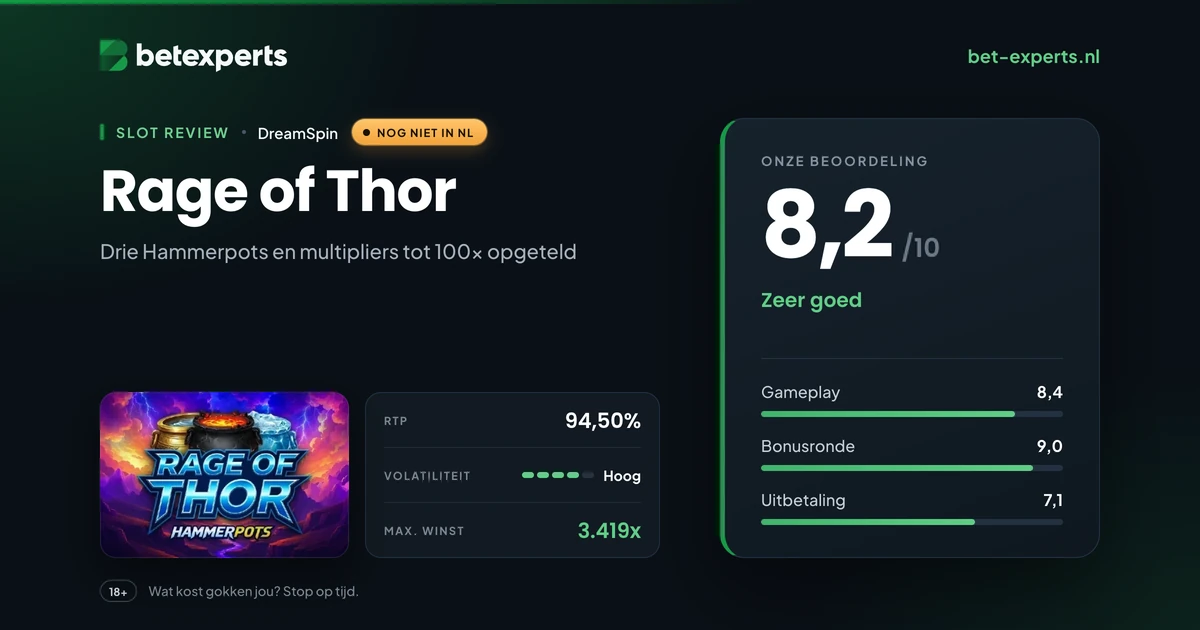 betexperts
bet-experts.nl
SLOT REVIEW • DreamSpin • NOG NIET IN NL
Rage of Thor
Drie Hammerpots en multipliers tot 100× opgeteld
RAGE OF
THOR
HAMMERPOTS
RTP 94,50%
VOLATILITEIT Hoog
MAX. WINST 3.419x
18+ Wat kost gokken jou? Stop op tijd.
ONZE BEOORDELING
8,2 /10
Zeer goed
Gameplay 8,4
Bonusronde 9,0
Uitbetaling 7,1